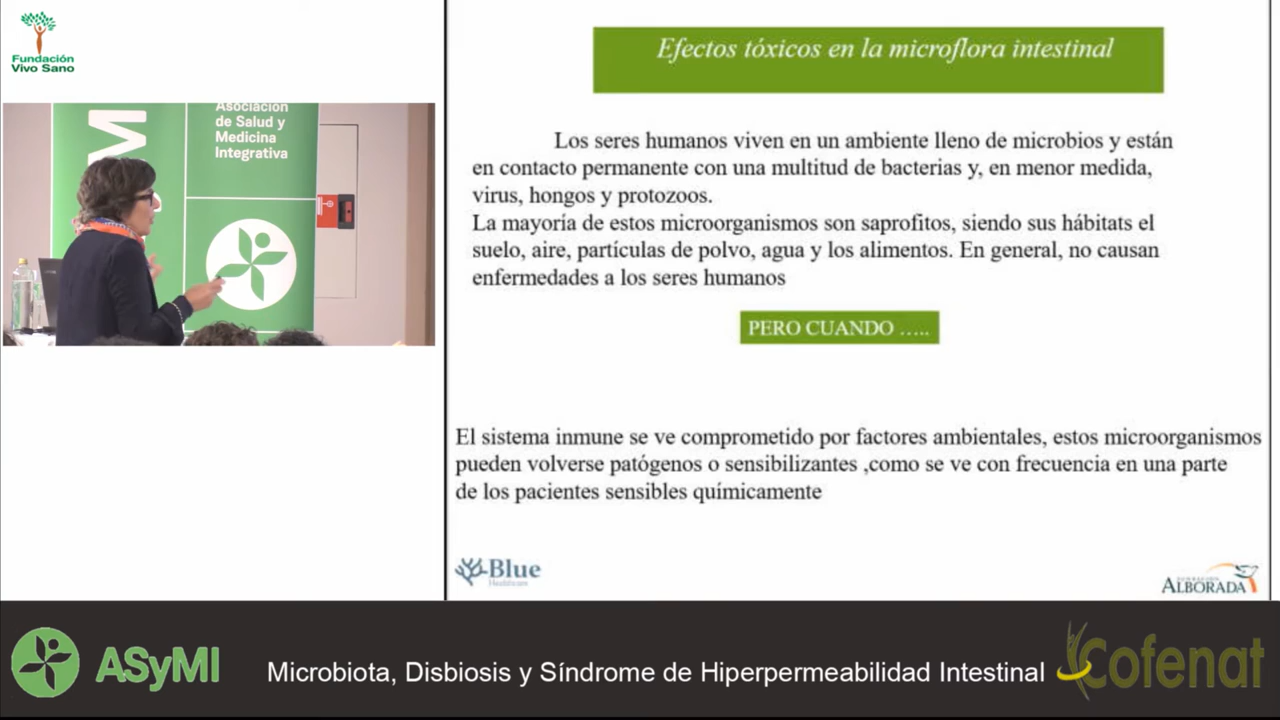 Fundación
Vivo Sano
M
Asociación
de Salud y
Medicina
Integrativa
Efectos tóxicos en la microflora intestinal
Los seres humanos viven en un ambiente lleno de microbios y están
en contacto permanente con una multitud de bacterias y, en menor medida,
virus, hongos y protozoos.
La mayoría de estos microorganismos son saprofitos, siendo sus hábitats el
suelo, aire, partículas de polvo, agua y los alimentos. En general, no causan
enfermedades a los seres humanos
PERO CUANDO …..
El sistema inmune se ve comprometido por factores ambientales, estos microorganismos
pueden volverse patógenos o sensibilizantes ,como se ve con frecuencia en una parte
de los pacientes sensibles químicamente
Blue
Healthcare
FUNDACIÓN
ALBORADA
ASyMI
Microbiota, Disbiosis y Síndrome de Hiperpermeabilidad Intestinal
Cofenat